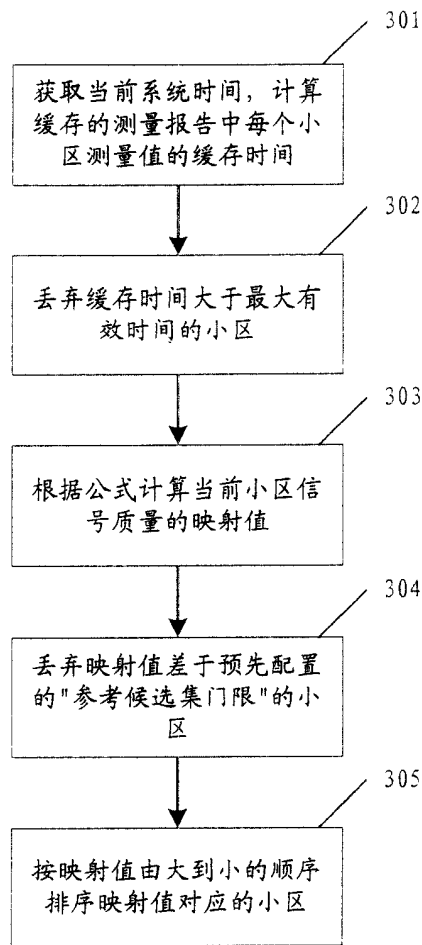 301
获取当前系统时间，计算
缓存的测量报告中每个小
区测量值的缓存时间
302
丢弃缓存时间大于最大有
效时间的小区
303
根据公式计算当前小区信
号质量的映射值
304
丢弃映射值差于预先配置
的"参考候选集门限"的小
区
305
按映射值由大到小的顺序
排序映射值对应的小区